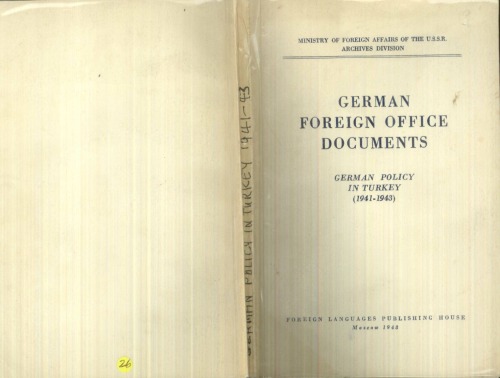 26
GERMAN POLICY IN TURKEY 1941-43
MINISTRY OF FOREIGN AFFAIRS OF THE U.S.S.R.
ARCHIVES DIVISION
GERMAN
FOREIGN OFFICE
DOCUMENTS
GERMAN POLICY
IN TURKEY
(1941-1943)
FOREIGN LANGUAGES PUBLISHING HOUSE
Moscow 1948